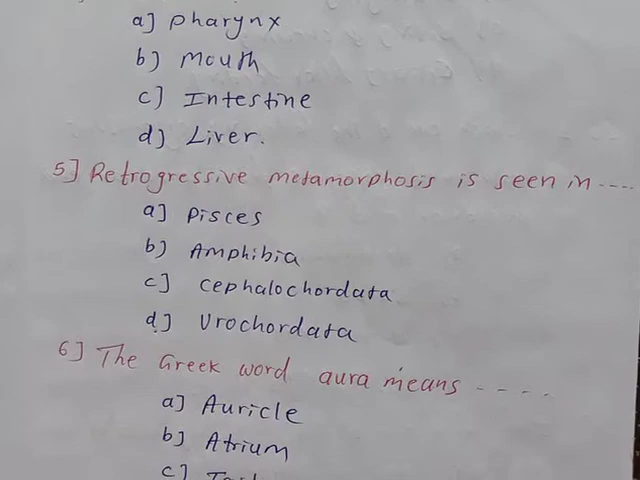 a] Pharynx
b) Mouth
c] Intestine
d) Liver.
5] Retrogressive metamorphosis is seen in ----
a] Pisces
b) Amphibia
c] Cephalochordata
d] Urochordata
6] The Greek word aura means ----
a] Auricle
b) Atrium
c]